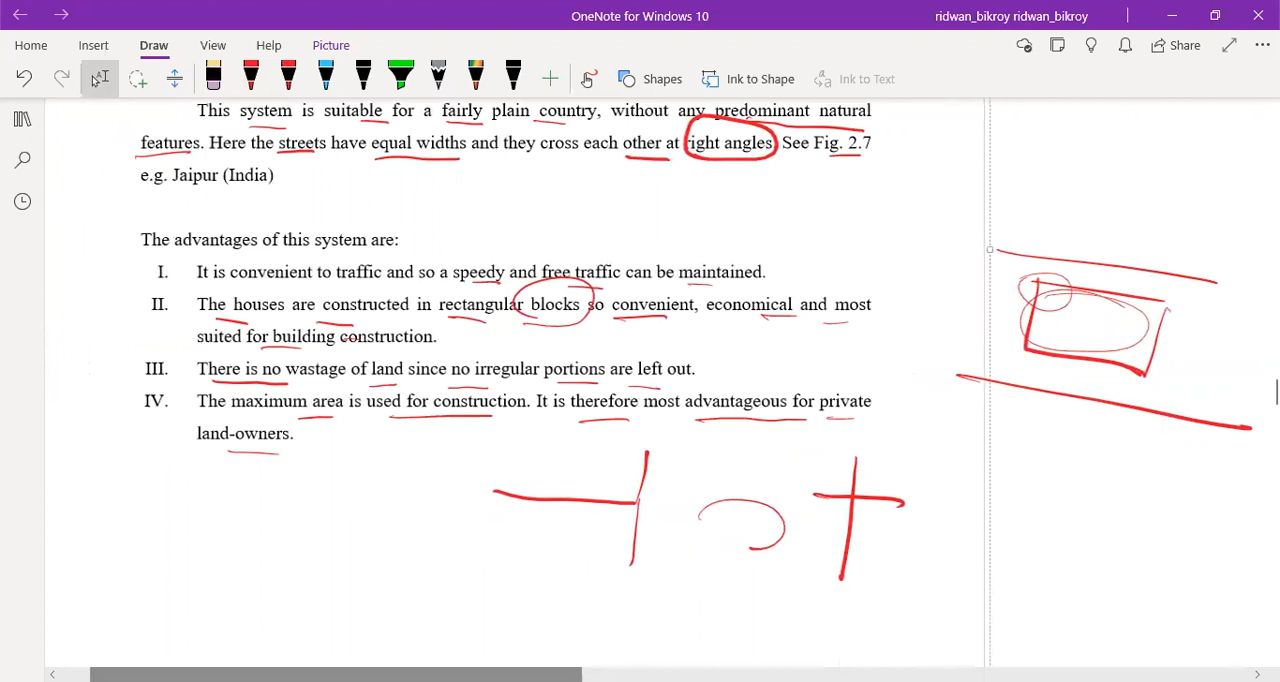 OneNote for Windows 10
ridwan_bikroy ridwan_bikroy
Home Insert Draw View Help Picture
Share
Shapes Ink to Shape Ink to Text
This system is suitable for a fairly plain country, without any predominant natural
features. Here the streets have equal widths and they cross each other at right angles. See Fig. 2.7
e.g. Jaipur (India)
The advantages of this system are:
I. It is convenient to traffic and so a speedy and free traffic can be maintained.
II. The houses are constructed in rectangular blocks so convenient, economical and most
suited for building construction.
III. There is no wastage of land since no irregular portions are left out.
IV. The maximum area is used for construction. It is therefore most advantageous for private
land-owners.